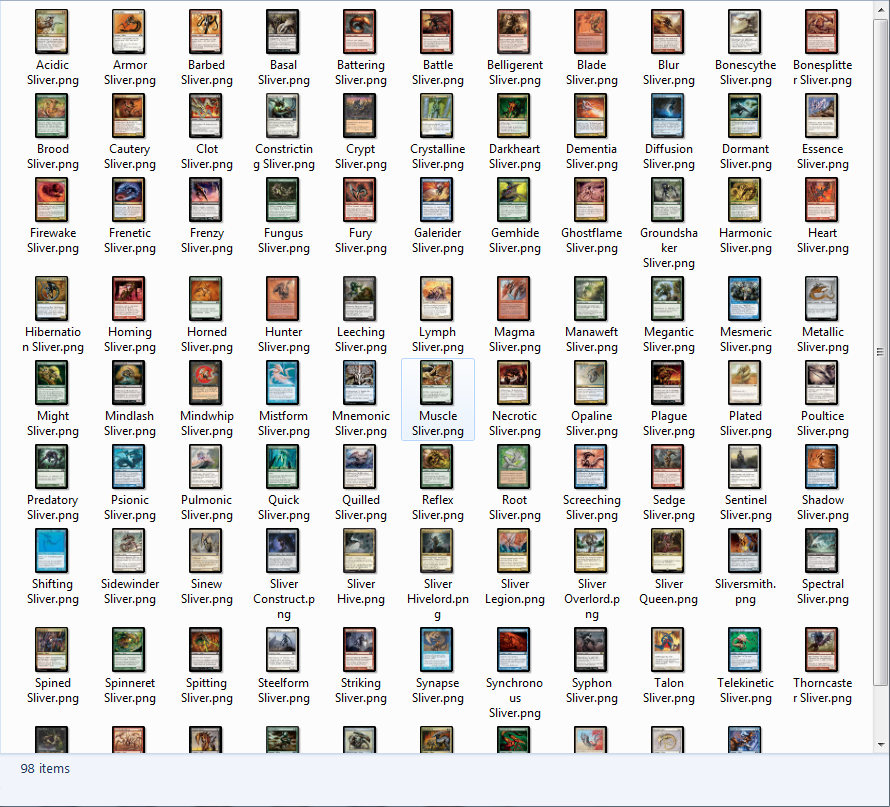 Acidic Armor Barbed Basal Battering Battle Belligerent Blade Blur Bonescythe Bonesplitte
Sliver.png Sliver.png Sliver.png Sliver.png Sliver.png Sliver.png Sliver.png Sliver.png Sliver.png Sliver.png r Sliver.png
Brood Cautery Clot Constrictin Crypt Crystalline Darkheart Dementia Diffusion Dormant Essence
Sliver.png Sliver.png Sliver.png g Sliver.png Sliver.png Sliver.png Sliver.png Sliver.png Sliver.png Sliver.png Sliver.png
Firewake Frenetic Frenzy Fungus Fury Galerider Gemhide Ghostflame Groundsha Harmonic Heart
Sliver.png Sliver.png Sliver.png Sliver.png Sliver.png Sliver.png Sliver.png Sliver.png ker Sliver.png Sliver.png
Sliver.png
Hibernatio Homing Horned Hunter Leeching Lymph Magma Manaweft Megantic Mesmeric Metallic
n Sliver.png Sliver.png Sliver.png Sliver.png Sliver.png Sliver.png Sliver.png Sliver.png Sliver.png Sliver.png Sliver.png
Might Mindlash Mindwhip Mistform Mnemonic Muscle Necrotic Opaline Plague Plated Poultice
Sliver.png Sliver.png Sliver.png Sliver.png Sliver.png Sliver.png Sliver.png Sliver.png Sliver.png Sliver.png Sliver.png
Predatory Psionic Pulmonic Quick Quilled Reflex Root Screeching Sedge Sentinel Shadow
Sliver.png Sliver.png Sliver.png Sliver.png Sliver.png Sliver.png Sliver.png Sliver.png Sliver.png Sliver.png Sliver.png
Shifting Sidewinder Sinew Sliver Sliver Sliver Sliver Sliver Sliver Sliversmith. Spectral
Sliver.png Sliver.png Sliver.png Construct.p Hive.png Hivelord.pn Legion.png Overlord.p Queen.png png Sliver.png
ng g ng
Spined Spinneret Spitting Steelform Striking Synapse Synchrono Syphon Talon Telekinetic Thorncaste
Sliver.png Sliver.png Sliver.png Sliver.png Sliver.png Sliver.png us Sliver.png Sliver.png Sliver.png r Sliver.png
Sliver.png
98 items